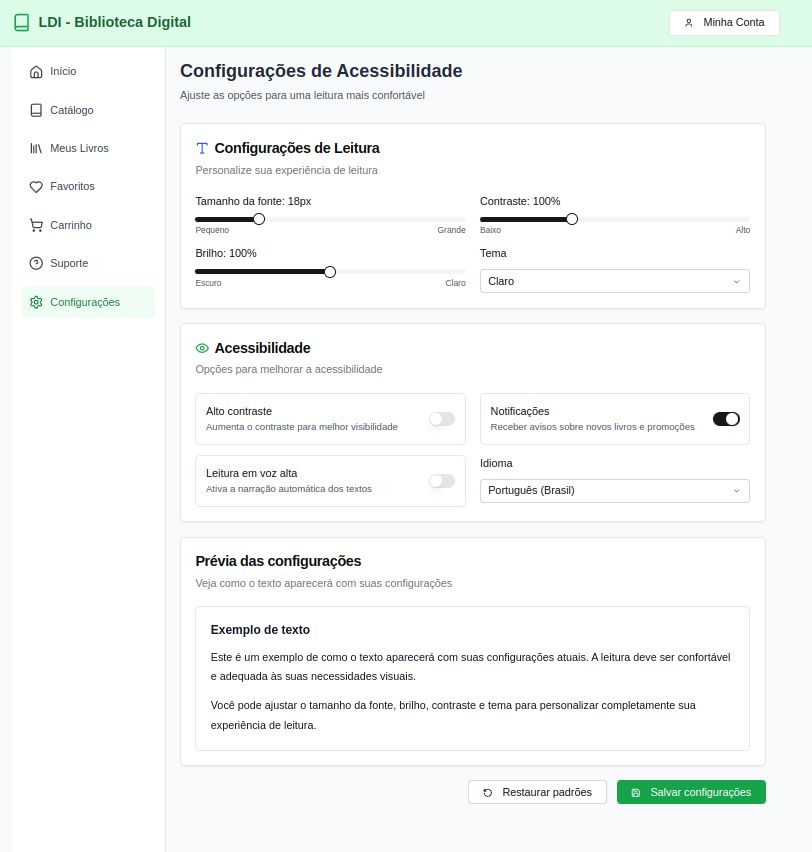 LDI - Biblioteca Digital
Minha Conta
Início
Catálogo
Meus Livros
Favoritos
Carrinho
Suporte
Configurações
Configurações de Acessibilidade
Ajuste as opções para uma leitura mais confortável
Configurações de Leitura
Personalize sua experiência de leitura
Tamanho da fonte: 18px
Pequeno Grande
Contraste: 100%
Baixo Alto
Brilho: 100%
Escuro Claro
Tema
Claro
Acessibilidade
Opções para melhorar a acessibilidade
Alto contraste
Aumenta o contraste para melhor visibilidade
Notificações
Receber avisos sobre novos livros e promoções
Leitura em voz alta
Ativa a narração automática dos textos
Idioma
Português (Brasil)
Prévia das configurações
Veja como o texto aparecerá com suas configurações
Exemplo de texto
Este é um exemplo de como o texto aparecerá com suas configurações atuais. A leitura deve ser confortável
e adequada às suas necessidades visuais.
Você pode ajustar o tamanho da fonte, brilho, contraste e tema para personalizar completamente sua
experiência de leitura.
Restaurar padrões
Salvar configurações